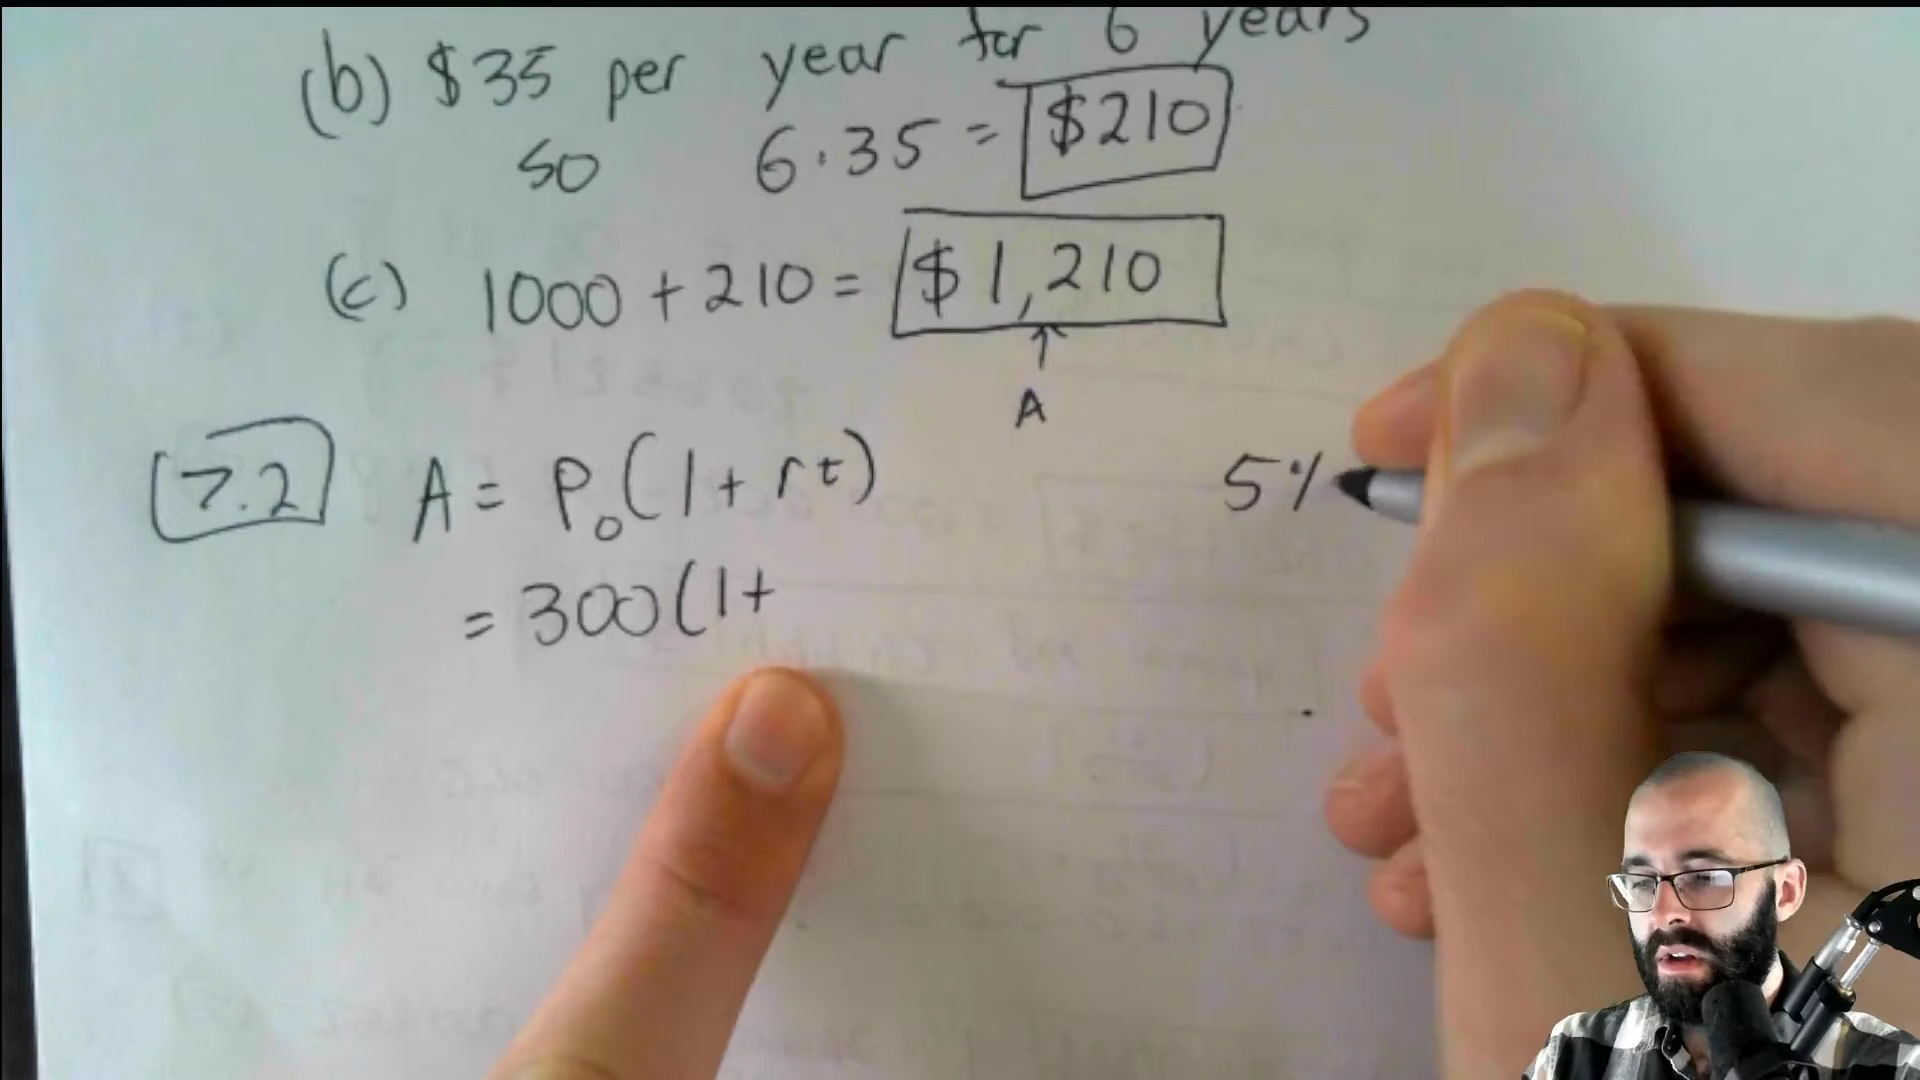 (b) $35 per year for 6 years
so 6·35 = $210
(c) 1000 + 210 = $1,210
↑
A
7.2 A = P₀(1 + rt) 5%
= 300(1+